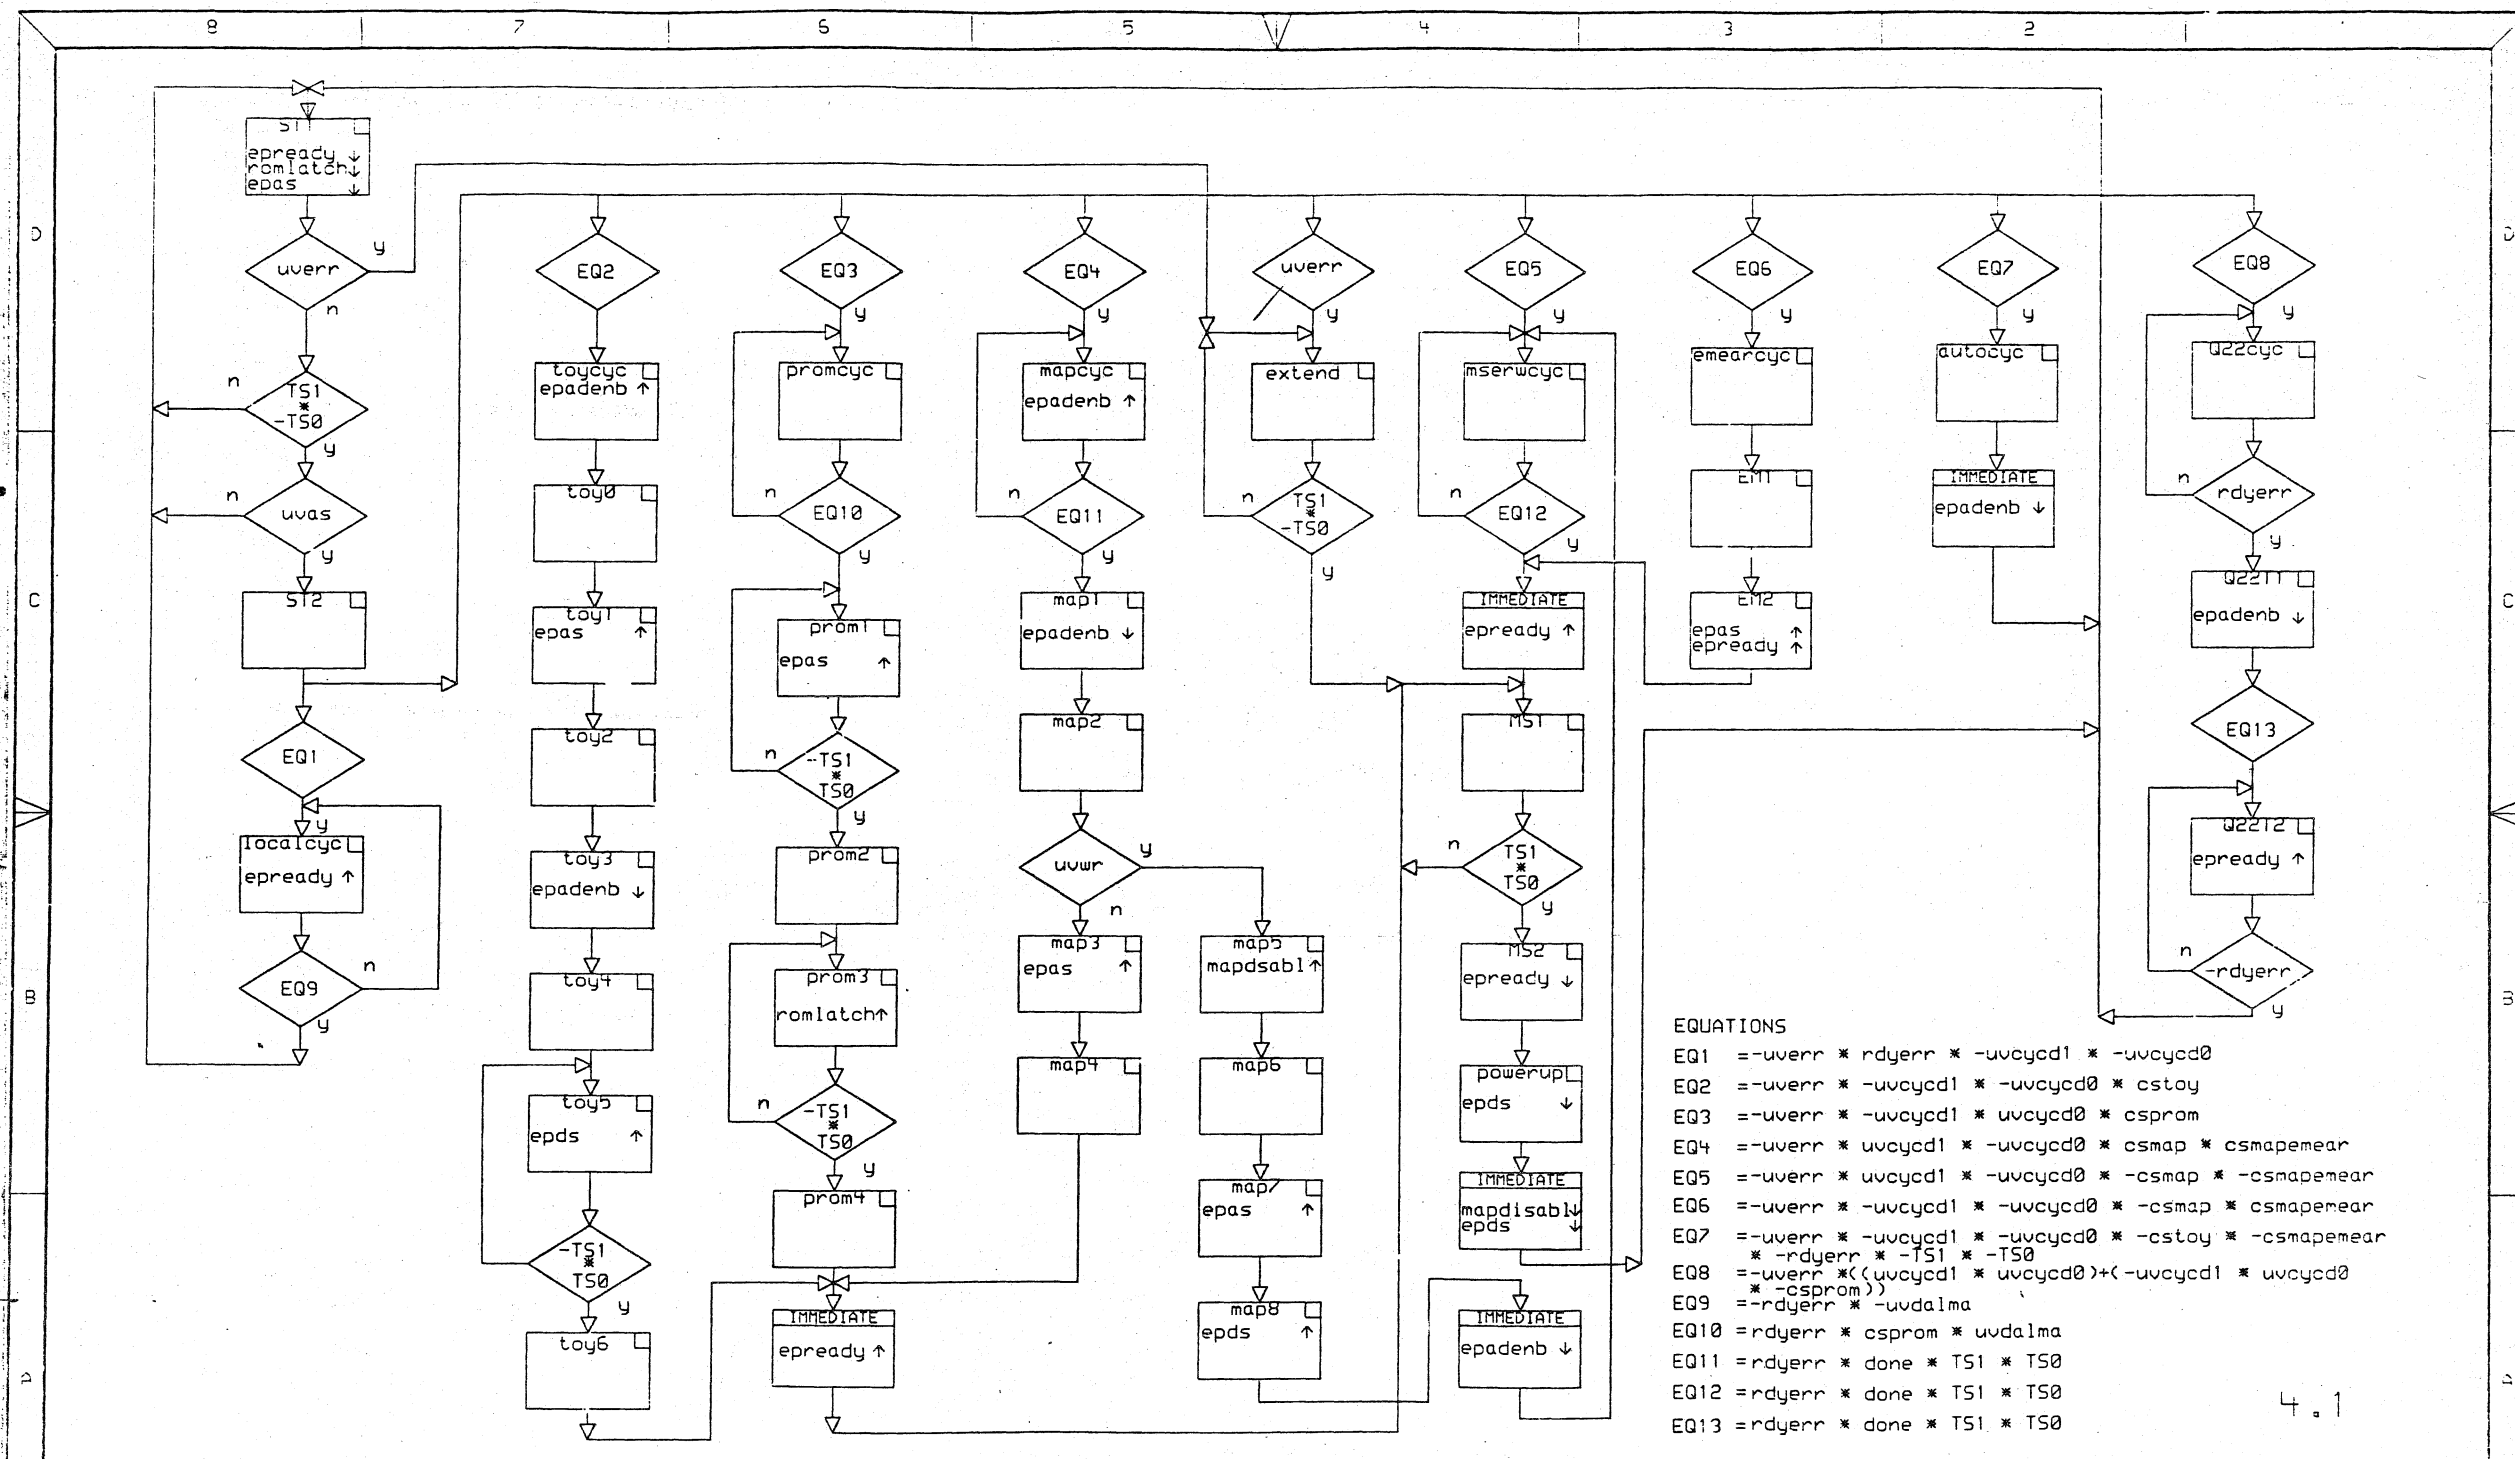 8 7 6 5 4 3 2
D
C
B
ST1
epready ↓
romlatch↓
epas ↓
uverr
y
n
TS1
*
-TS0
n
y
uvas
n
y
ST2
EQ1
y
localcyc
epready ↑
EQ9
n
y
EQ2
toycyc
epadenb ↑
toy0
toy1
epas ↑
toy2
toy3
epadenb ↓
toy4
toy5
epds ↑
-TS1
*
TS0
y
toy6
EQ3
y
promcyc
EQ10
n
y
prom1
epas ↑
-TS1
*
TS0
n
y
prom2
prom3
romlatch↑
-TS1
*
TS0
n
y
prom4
IMMEDIATE
epready ↑
EQ4
y
mapcyc
epadenb ↑
EQ11
n
y
map1
epadenb ↓
map2
uvwr
y
n
map3
epas ↑
map4
map5
mapdsabl↑
map6
map7
epas ↑
map8
epds ↑
uverr
y
extend
TS1
*
-TS0
n
y
EQ5
y
mserwcyc
EQ12
n
y
IMMEDIATE
epready ↑
MS1
TS1
*
TS0
n
y
MS2
epready ↓
powerup
epds ↓
IMMEDIATE
mapdisabl↓
epds ↓
IMMEDIATE
epadenb ↓
EQ6
y
emearcyc
EM1
EM2
epas ↑
epready ↑
EQ7
y
autocyc
IMMEDIATE
epadenb ↓
EQ8
y
Q22cyc
rdyerr
n
y
Q22T1
epadenb ↓
EQ13
Q22T2
epready ↑
-rdyerr
n
y
EQUATIONS
EQ1 =-uverr * rdyerr * -uvcycd1 * -uvcycd0
EQ2 =-uverr * -uvcycd1 * -uvcycd0 * cstoy
EQ3 =-uverr * -uvcycd1 * uvcycd0 * csprom
EQ4 =-uverr * uvcycd1 * -uvcycd0 * csmap * csmapemear
EQ5 =-uverr * uvcycd1 * -uvcycd0 * -csmap * -csmapemear
EQ6 =-uverr * -uvcycd1 * -uvcycd0 * -csmap * csmapemear
EQ7 =-uverr * -uvcycd1 * -uvcycd0 * -cstoy * -csmapemear
* -rdyerr * -TS1 * -TS0
EQ8 =-uverr *((uvcycd1 * uvcycd0)+(-uvcycd1 * uvcycd0
* -csprom))
EQ9 =-rdyerr * -uvdalma
EQ10 =rdyerr * csprom * uvdalma
EQ11 =rdyerr * done * TS1 * TS0
EQ12 =rdyerr * done * TS1 * TS0
EQ13 =rdyerr * done * TS1 * TS0
4.1